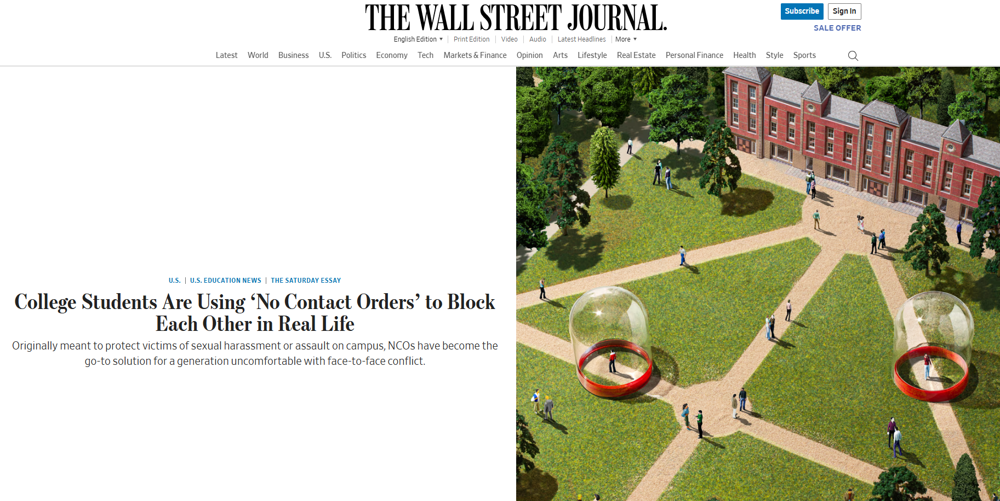 THE WALL STREET JOURNAL.
Subscribe
Sign In
SALE OFFER
English Edition
Print Edition
Video
Audio
Latest Headlines
More
Latest
World
Business
U.S.
Politics
Economy
Tech
Markets & Finance
Opinion
Arts
Lifestyle
Real Estate
Personal Finance
Health
Style
Sports
U.S. | U.S. EDUCATION NEWS | THE SATURDAY ESSAY
College Students Are Using ‘No Contact Orders’ to Block
Each Other in Real Life
Originally meant to protect victims of sexual harassment or assault on campus, NCOs have become the
go-to solution for a generation uncomfortable with face-to-face conflict.